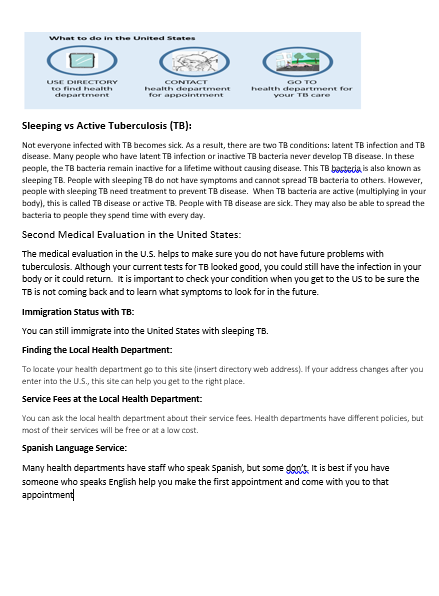 What to do in the United States
USE DIRECTORY
to find health
department
CONTACT
health department
for appointment
GO TO
health department for
your TB care
Sleeping vs Active Tuberculosis (TB):
Not everyone infected with TB becomes sick. As a result, there are two TB conditions: latent TB infection and TB
disease. Many people who have latent TB infection or inactive TB bacteria never develop TB disease. In these
people, the TB bacteria remain inactive for a lifetime without causing disease. This TB bacteria is also known as
sleeping TB. People with sleeping TB do not have symptoms and cannot spread TB bacteria to others. However,
people with sleeping TB need treatment to prevent TB disease. When TB bacteria are active (multiplying in your
body), this is called TB disease or active TB. People with TB disease are sick. They may also be able to spread the
bacteria to people they spend time with every day.
Second Medical Evaluation in the United States:
The medical evaluation in the U.S. helps to make sure you do not have future problems with
tuberculosis. Although your current tests for TB looked good, you could still have the infection in your
body or it could return. It is important to check your condition when you get to the US to be sure the
TB is not coming back and to learn what symptoms to look for in the future.
Immigration Status with TB:
You can still immigrate into the United States with sleeping TB.
Finding the Local Health Department:
To locate your health department go to this site (insert directory web address). If your address changes after you
enter into the U.S., this site can help you get to the right place.
Service Fees at the Local Health Department:
You can ask the local health department about their service fees. Health departments have different policies, but
most of their services will be free or at a low cost.
Spanish Language Service:
Many health departments have staff who speak Spanish, but some don't. It is best if you have
someone who speaks English help you make the first appointment and come with you to that
appointment